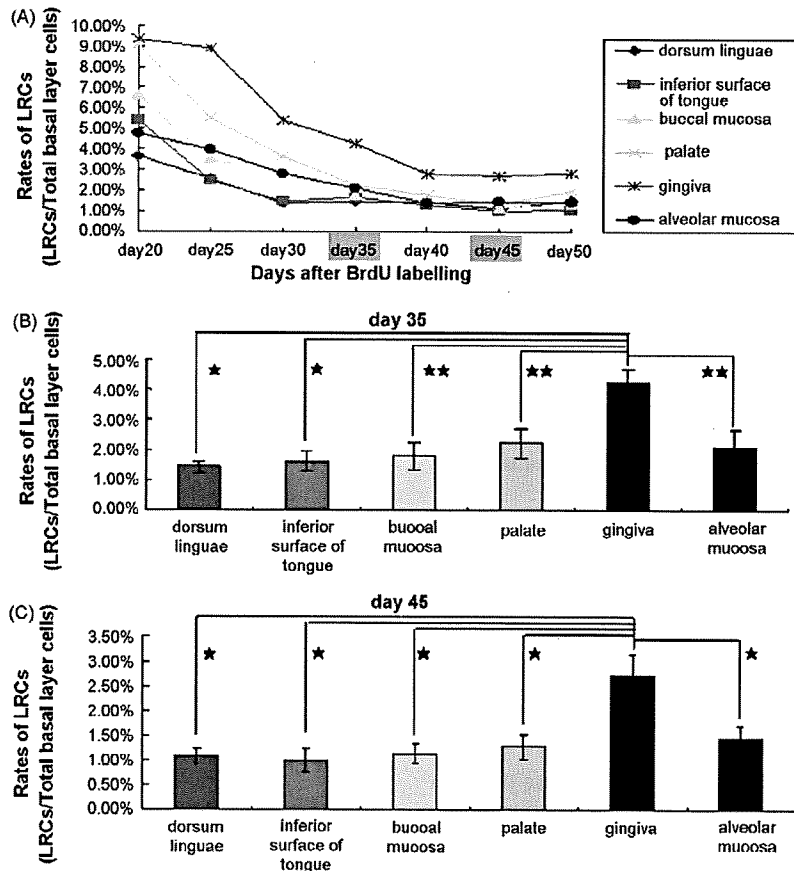 (A)
10.00%
9.00%
8.00%
7.00%
6.00%
5.00%
4.00%
3.00%
2.00%
1.00%
0.00%
Rates of LRCs
(LRCs/Total basal layer cells)
day20 day25 day30 day35 day40 day45 day50
Days after BrdU labelling
dorsum linguae
inferior surface
of tongue
buccal mucosa
palate
gingiva
alveolar mucosa
(B)
day 35
5.00%
4.00%
3.00%
2.00%
1.00%
0.00%
Rates of LRCs
(LRCs/Total basal layer cells)
★ ★ ★★ ★★ ★★
dorsum inferior buooal palate gingiva alveolar
linguae surface of muoosa muoosa
tongue
(C)
day 45
3.50%
3.00%
2.50%
2.00%
1.50%
1.00%
0.50%
0.00%
Rates of LRCs
(LRCs/Total basal layer cells)
★ ★ ★ ★ ★
dorsum inferior buooal palate gingiva alveolar
linguae surface of muoosa muoosa
tongue